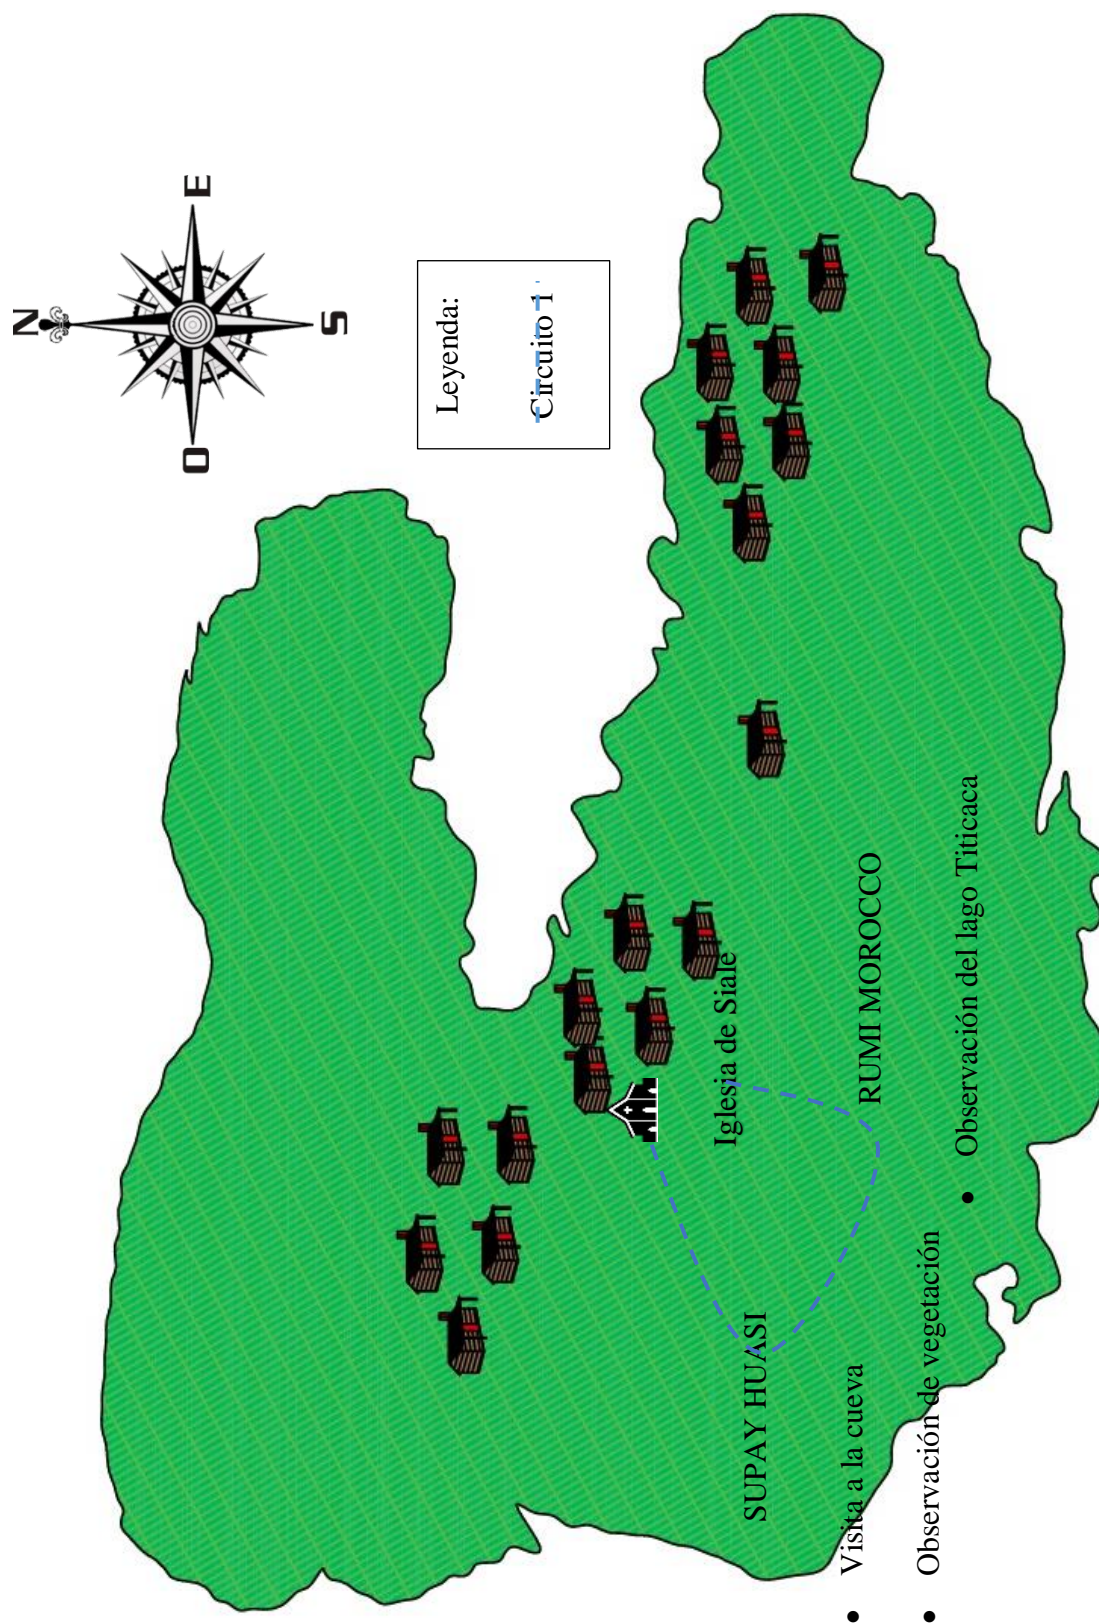 N
O
E
S
Leyenda:
Circuito 1
Iglesia de Siale
SUPAY HUASI
RUMI MOROCCO
• Visita a la cueva
• Observación de vegetación
• Observación del lago Titicaca